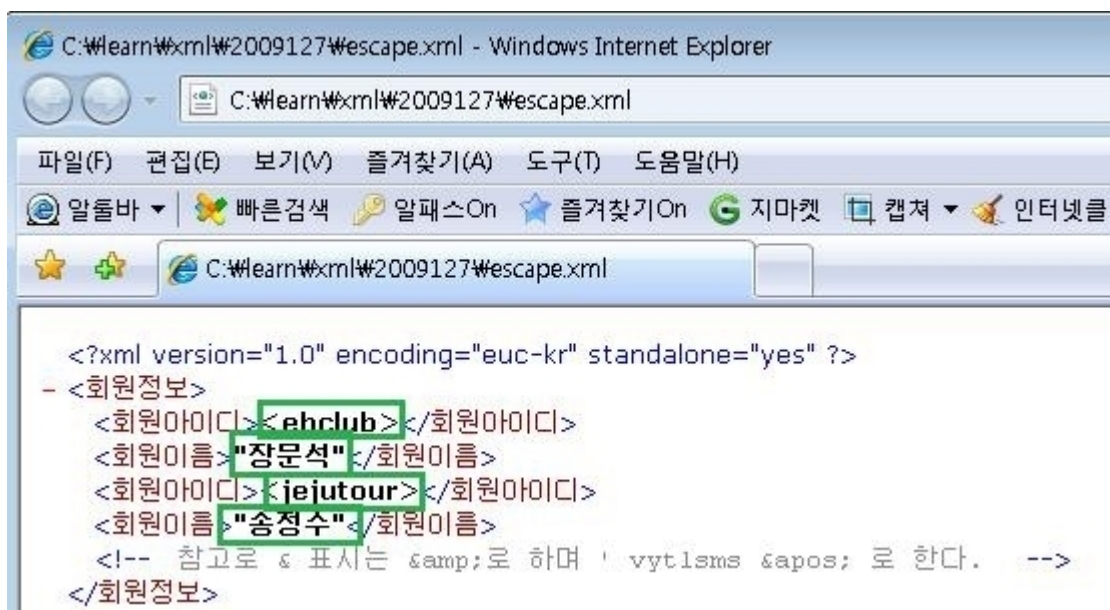 C:₩learn₩xml₩2009127₩escape.xml - Windows Internet Explorer
C:₩learn₩xml₩2009127₩escape.xml
파일(F) 편집(E) 보기(V) 즐겨찾기(A) 도구(T) 도움말(H)
알툴바 빠른검색 알패스On 즐겨찾기On G 지마켓 캡쳐 인터넷클
C:₩learn₩xml₩2009127₩escape.xml
<?xml version="1.0" encoding="euc-kr" standalone="yes" ?>
- <회원정보>
<회원아이디><ehclub></회원아이디>
<회원이름>"장문석"</회원이름>
<회원아이디><jejutour></회원아이디>
<회원이름>"송정수"</회원이름>
<!-- 참고로 & 표시는 &amp;로 하며 ' vytlsms &apos; 로 한다. -->
</회원정보>